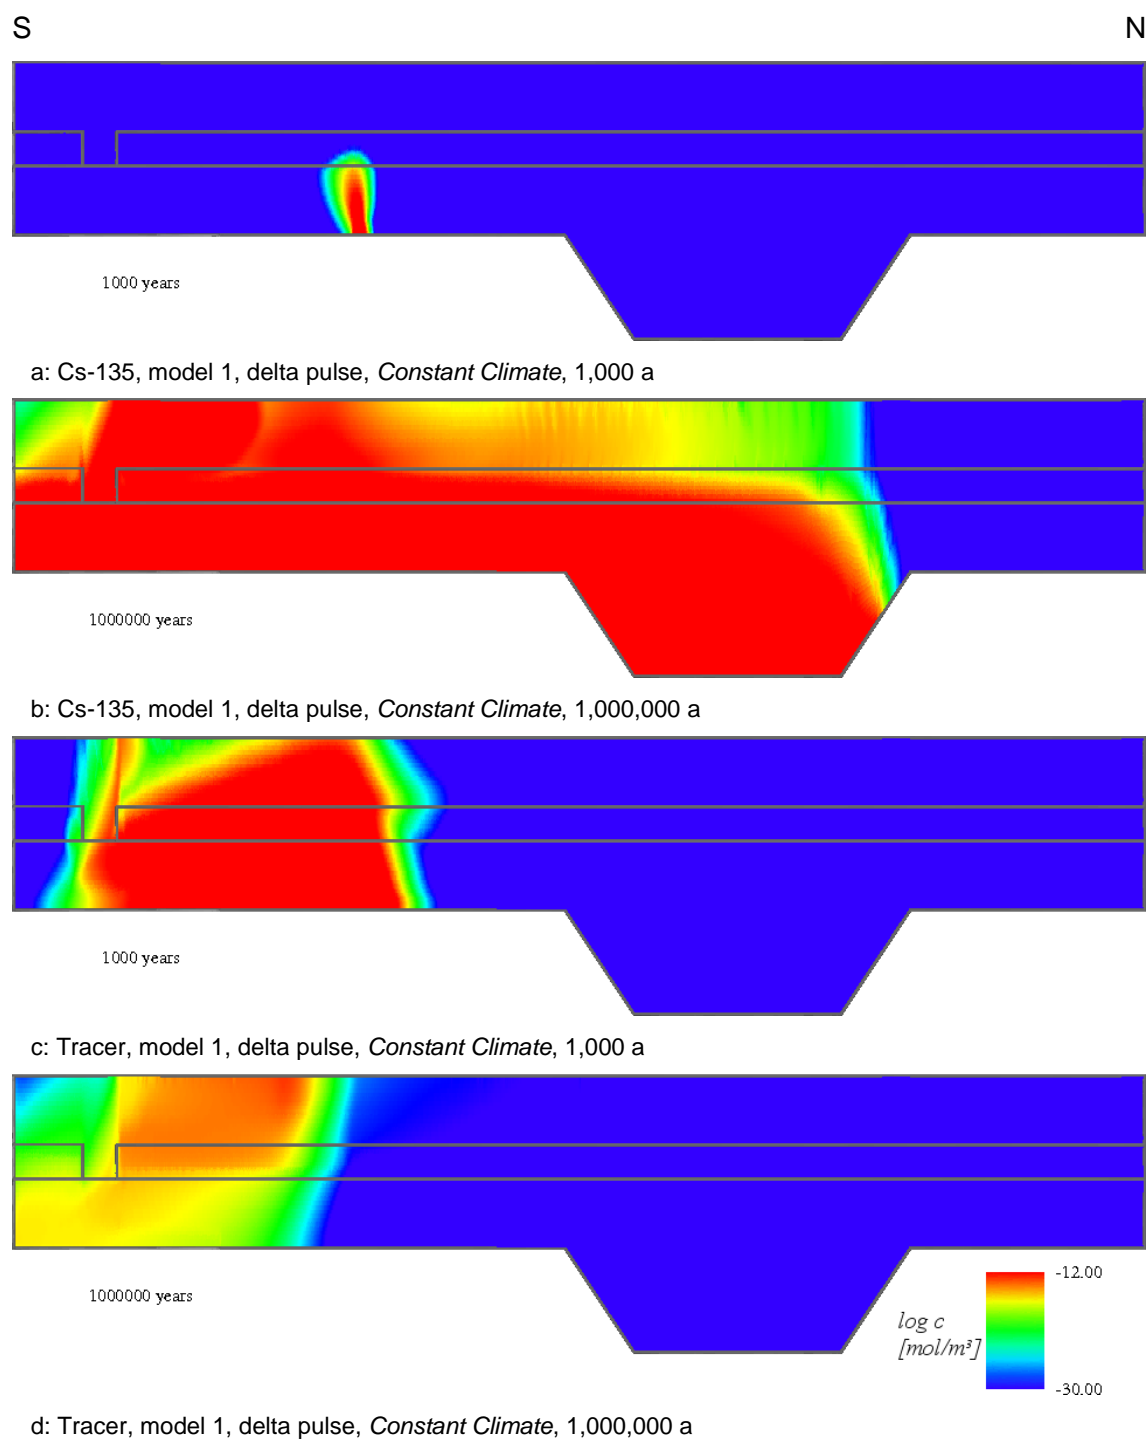 S N
1000 years
a: Cs-135, model 1, delta pulse, Constant Climate, 1,000 a
1000000 years
b: Cs-135, model 1, delta pulse, Constant Climate, 1,000,000 a
1000 years
c: Tracer, model 1, delta pulse, Constant Climate, 1,000 a
1000000 years
-12.00
log c
[mol/m³]
-30.00
d: Tracer, model 1, delta pulse, Constant Climate, 1,000,000 a